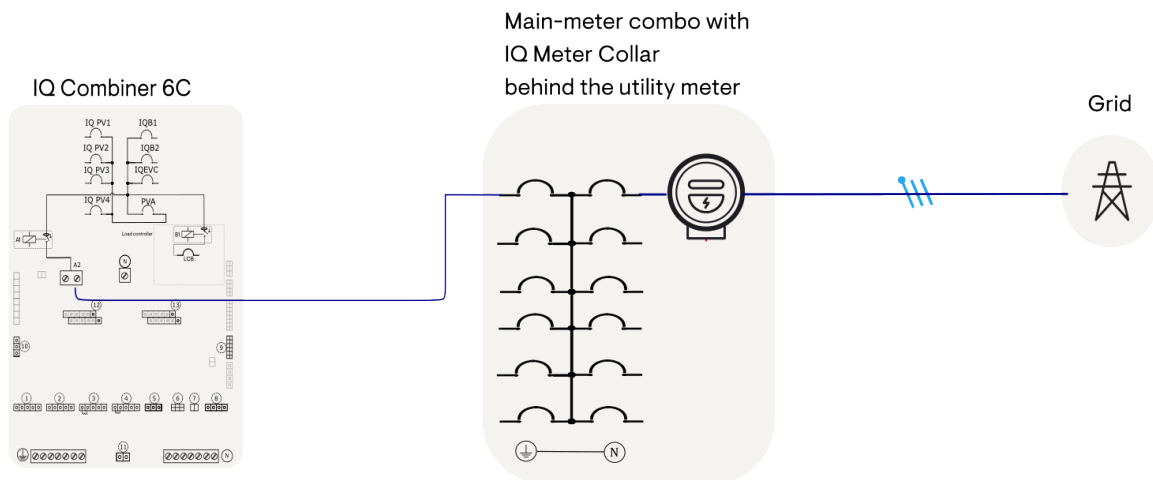 Main-meter combo with
IQ Meter Collar
behind the utility meter
IQ Combiner 6C
Grid
IQ PV1
IQB1
IQ PV2
IQB2
IQ PV3
IQEVC
IQ PV4
PVA
Load controller
A1
B1
LCB
A2
N
12
13
10
9
1
2
3
4
5
6
7
8
11
N
N